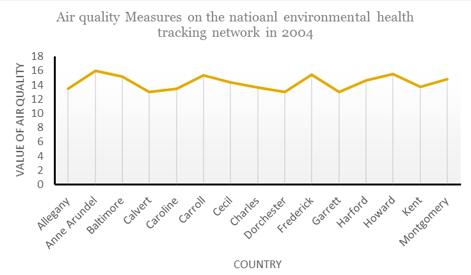 Air quality Measures on the natioanl environmental health
tracking network in 2004
VALUE OF AIR QUALITY
18
16
14
12
10
8
6
4
2
0
Allegany
Anne Arundel
Baltimore
Calvert
Caroline
Carroll
Cecil
Charles
Dorchester
Frederick
Garrett
Harford
Howard
Kent
Montgomery
COUNTRY